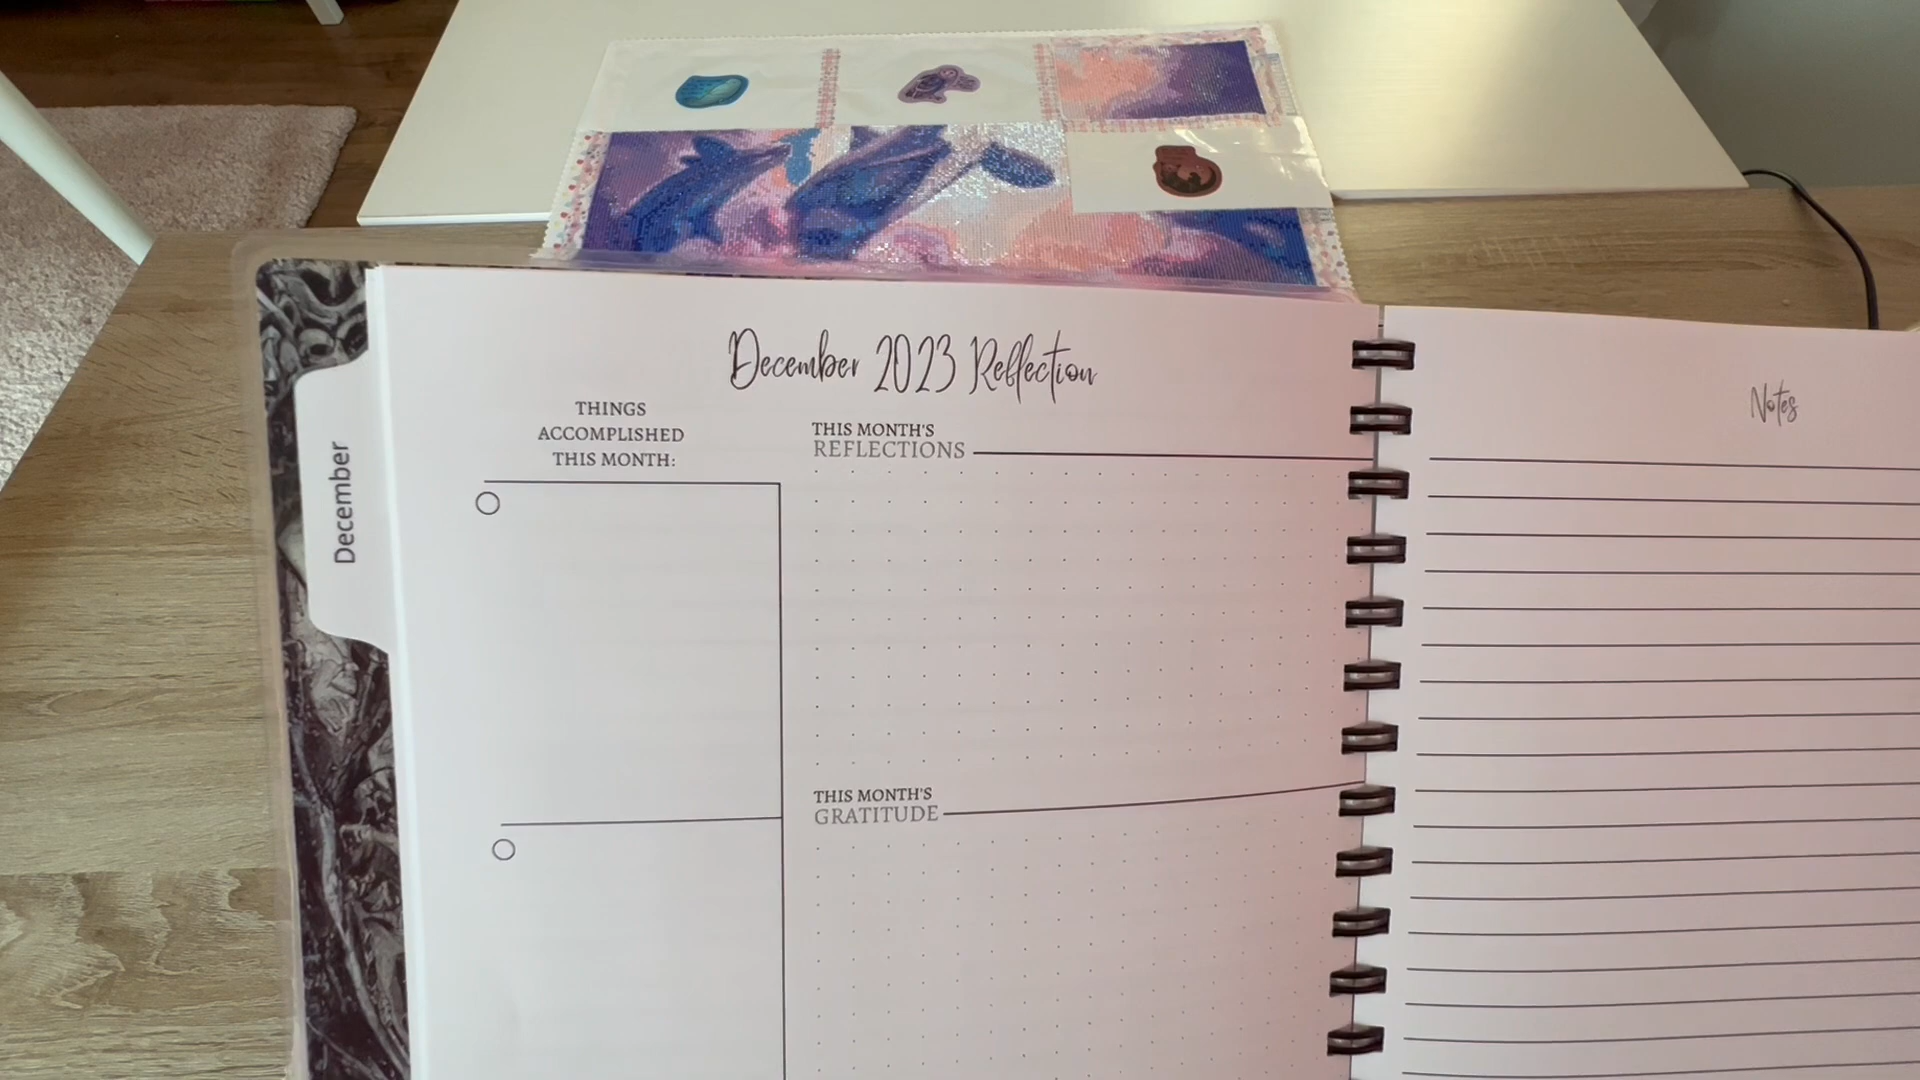 December 2023 Reflection
THINGS
ACCOMPLISHED
THIS MONTH:
THIS MONTH'S
REFLECTIONS
THIS MONTH'S
GRATITUDE
December
Notes